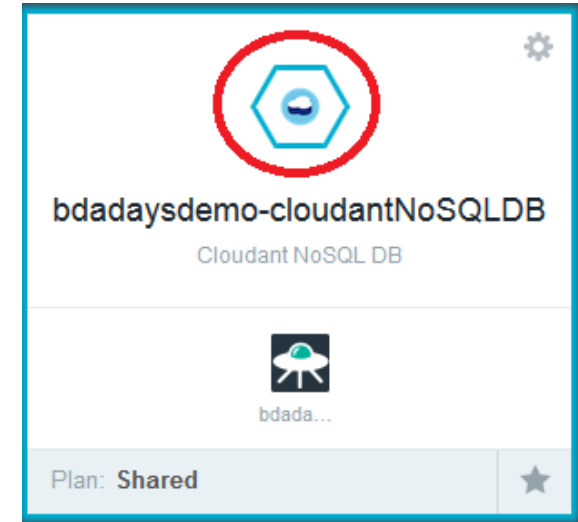 bdadaysdemo-cloudantNoSQLDB
Cloudant NoSQL DB
bdada...
Plan: Shared